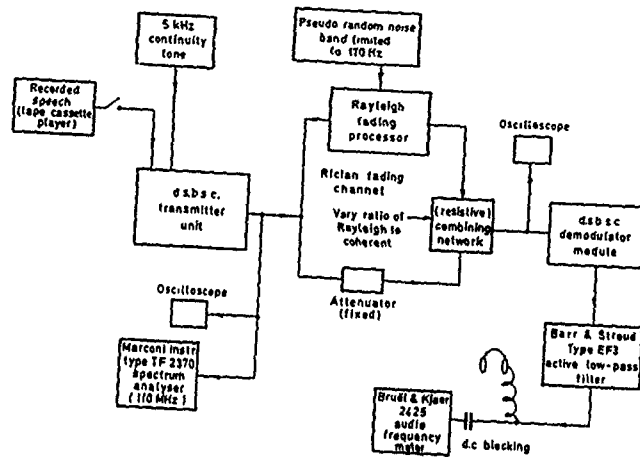 5 kHz
continuity
tone
Pseudo random noise
band limited
to 170 Hz
Recorded
speech
(tape cassette
player)
Rayleigh
fading
processor
Oscilloscope
d.s.b.s.c.
transmitter
unit
Rician fading
channel
Vary ratio of
Rayleigh to
coherent
(resistive)
combining
network
d.s.b.s.c
demodulator
module
Oscilloscope
Attenuator
(fixed)
Marconi instr.
type TF 2370
spectrum
analyser
(110 MHz)
Barr & Stroud
Type EF3
active low-pass
filter
Bruël & Kjaer
2425
audio
frequency
meter
d.c blocking